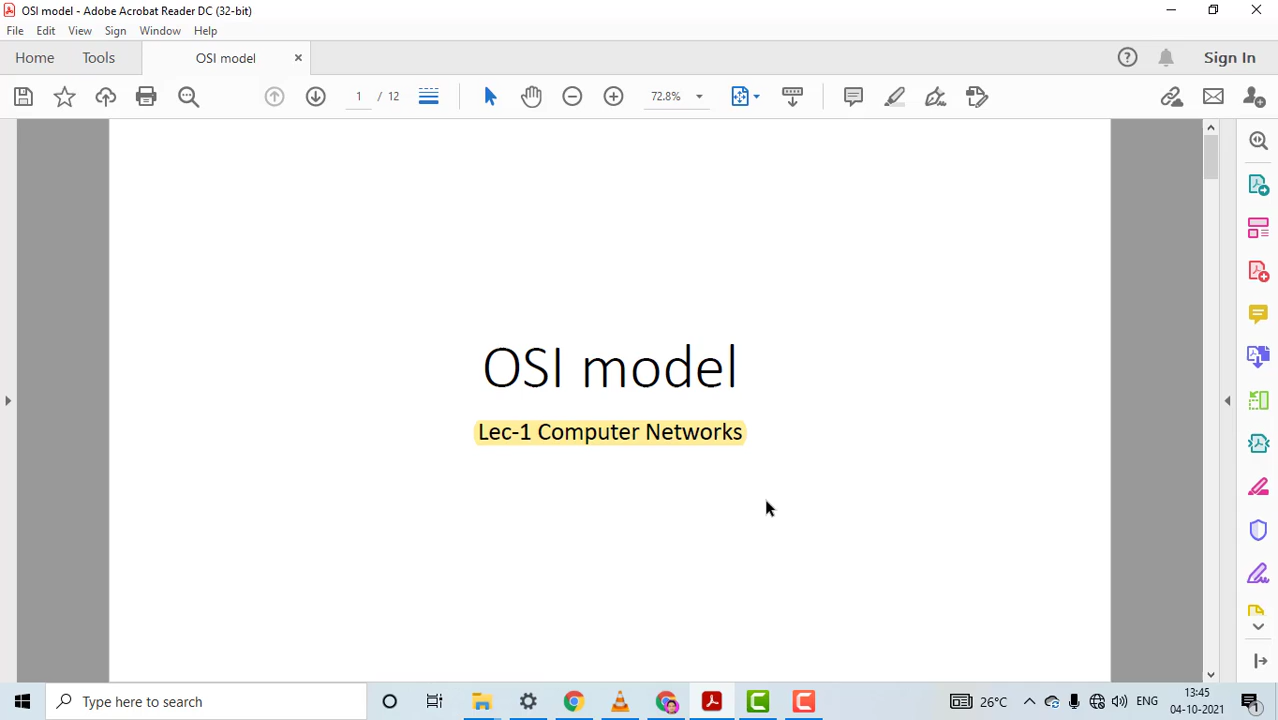 OSI model - Adobe Acrobat Reader DC (32-bit)
File Edit View Sign Window Help
Home Tools OSI model Sign In
1 / 12 72.8%
OSI model
Lec-1 Computer Networks
Type here to search
26°C ENG
13:45
04-10-2021
1